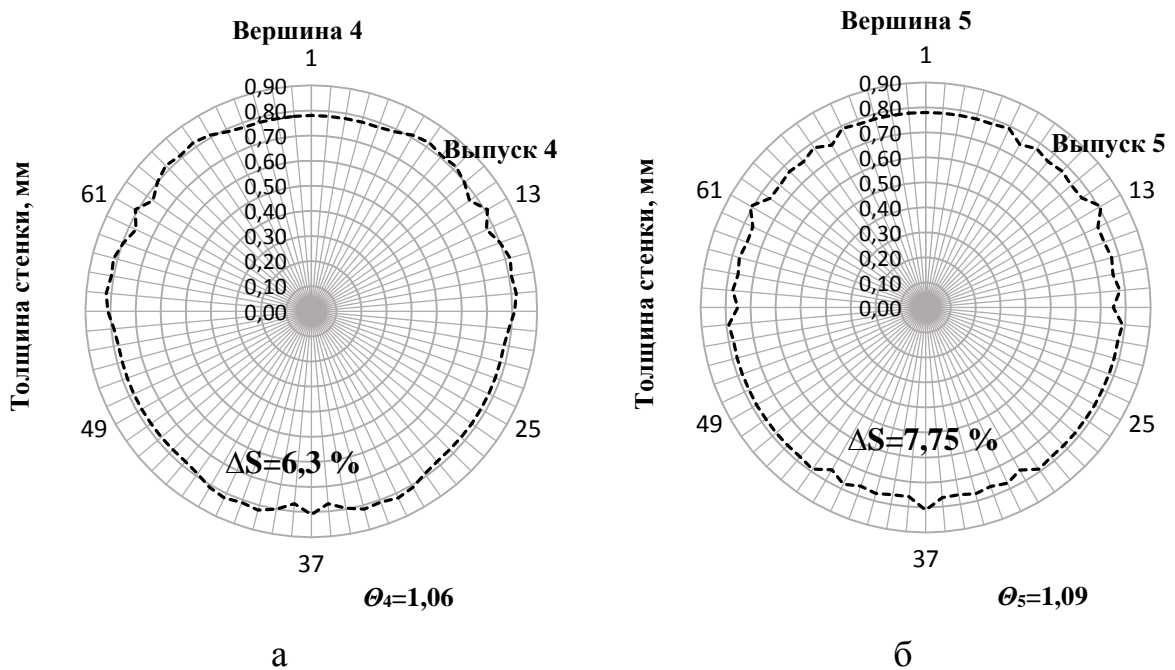 Вершина 4
1
0,90
0,80
0,70
0,60
0,50
0,40
0,30
0,20
0,10
0,00
Выпуск 4
13
25
37
49
61
Толщина стенки, мм
ΔS=6,3 %
Θ4=1,06
а
Вершина 5
1
0,90
0,80
0,70
0,60
0,50
0,40
0,30
0,20
0,10
0,00
Выпуск 5
13
25
37
49
61
Толщина стенки, мм
ΔS=7,75 %
Θ5=1,09
б